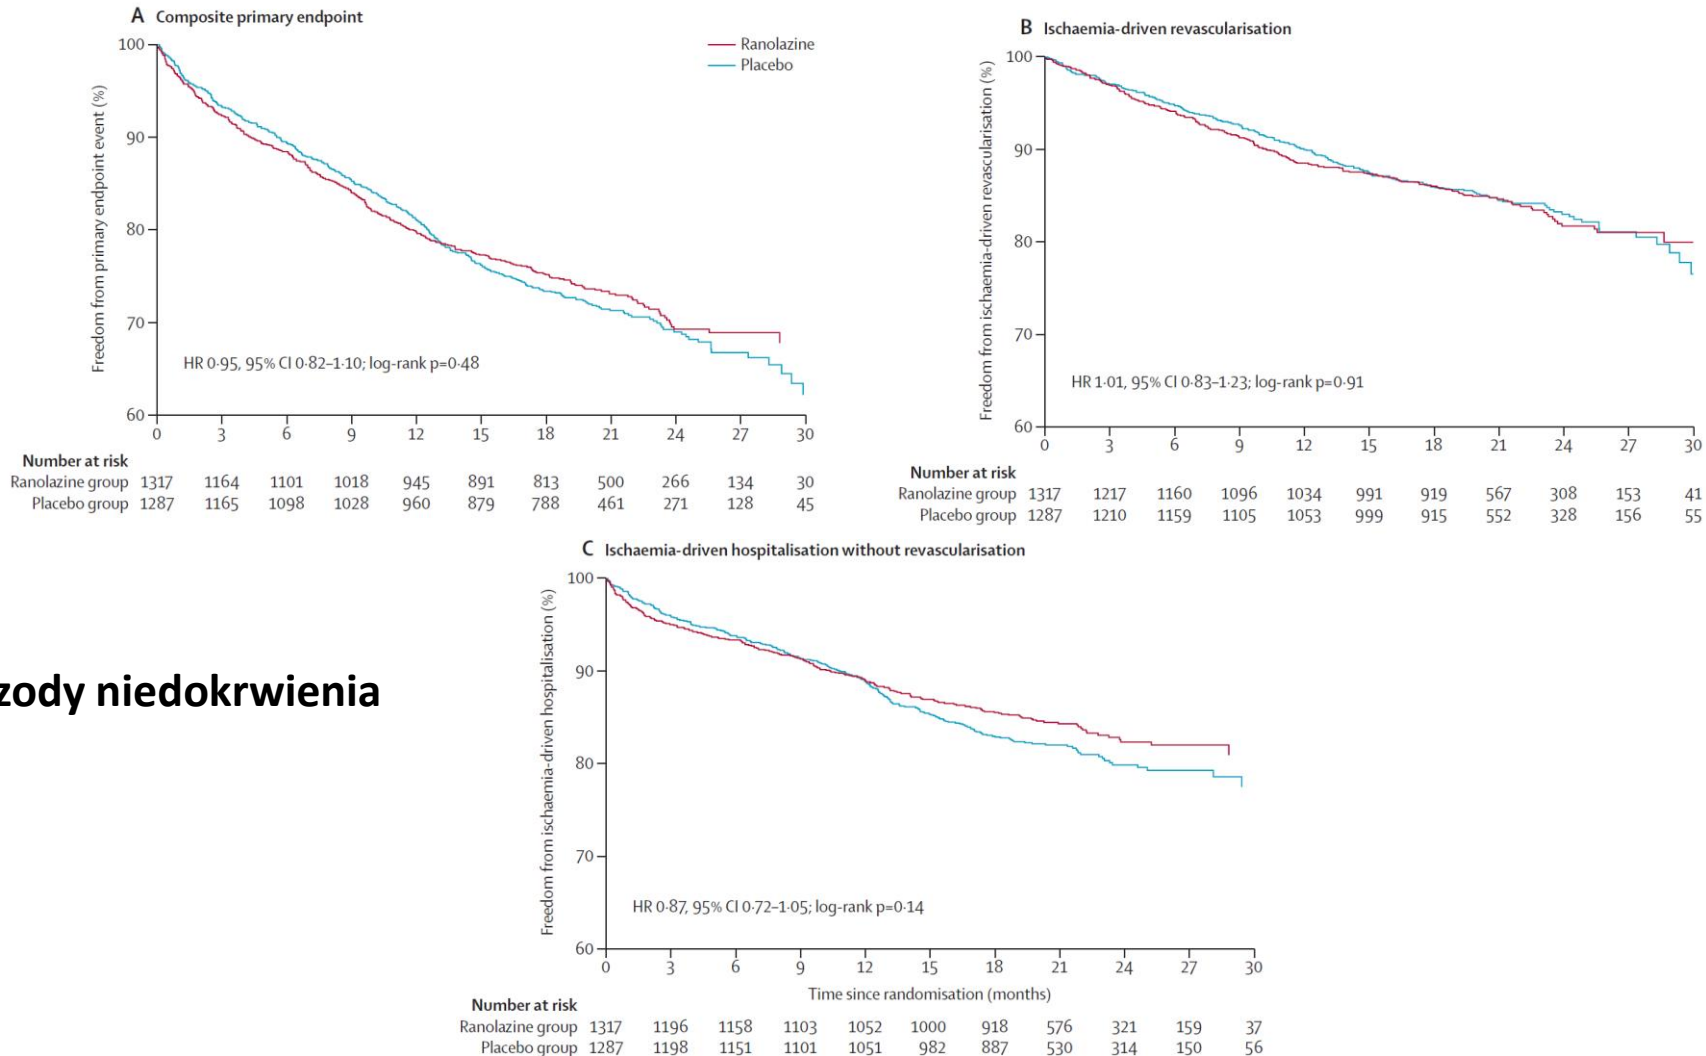 A Composite primary endpoint
Ranolazine
Placebo
Freedom from primary endpoint event (%)
100
90
80
70
60
HR 0·95, 95% CI 0·82–1·10; log-rank p=0·48
0 3 6 9 12 15 18 21 24 27 30
Number at risk
Ranolazine group 1317 1164 1101 1018 945 891 813 500 266 134 30
Placebo group 1287 1165 1098 1028 960 879 788 461 271 128 45
B Ischaemia-driven revascularisation
Freedom from ischaemia-driven revascularisation (%)
100
90
80
70
60
HR 1·01, 95% CI 0·83–1·23; log-rank p=0·91
0 3 6 9 12 15 18 21 24 27 30
Number at risk
Ranolazine group 1317 1217 1160 1096 1034 991 919 567 308 153 41
Placebo group 1287 1210 1159 1105 1053 999 915 552 328 156 55
zody niedokrwienia
C Ischaemia-driven hospitalisation without revascularisation
Freedom from ischaemia-driven hospitalisation (%)
100
90
80
70
60
HR 0·87, 95% CI 0·72–1·05; log-rank p=0·14
0 3 6 9 12 15 18 21 24 27 30
Time since randomisation (months)
Number at risk
Ranolazine group 1317 1196 1158 1103 1052 1000 918 576 321 159 37
Placebo group 1287 1198 1151 1101 1051 982 887 530 314 150 56